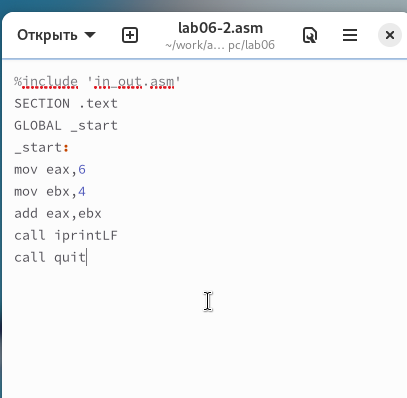 Открыть
lab06-2.asm
~/work/a... pc/lab06
%include 'in_out.asm'
SECTION .text
GLOBAL _start
_start:
mov eax,6
mov ebx,4
add eax,ebx
call iprintLF
call quit